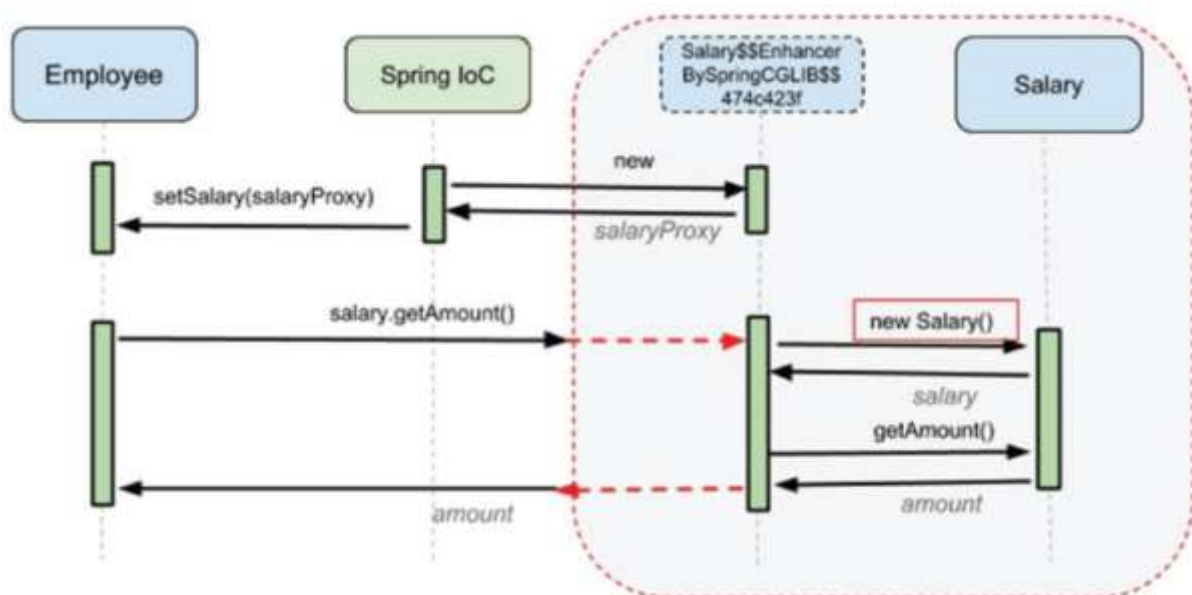 Employee
Spring IoC
Salary$$Enhancer
BySpringCGLIB$$
474c423f
Salary
new
setSalary(salaryProxy)
salaryProxy
salary.getAmount()
new Salary()
salary
getAmount()
amount
amount